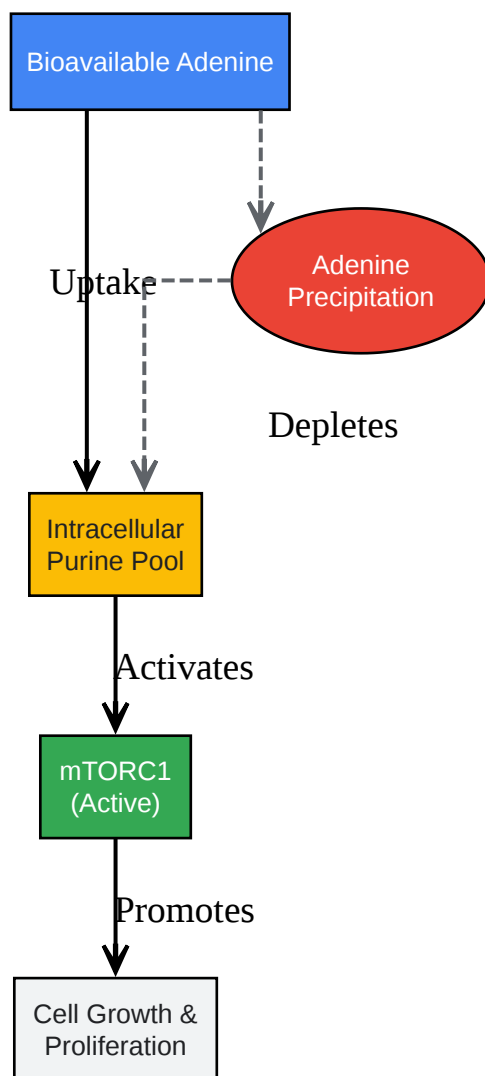 Bioavailable Adenine
Adenine
Precipitation
Uptake
Depletes
Intracellular
Purine Pool
Activates
mTORC1
(Active)
Promotes
Cell Growth &
Proliferation